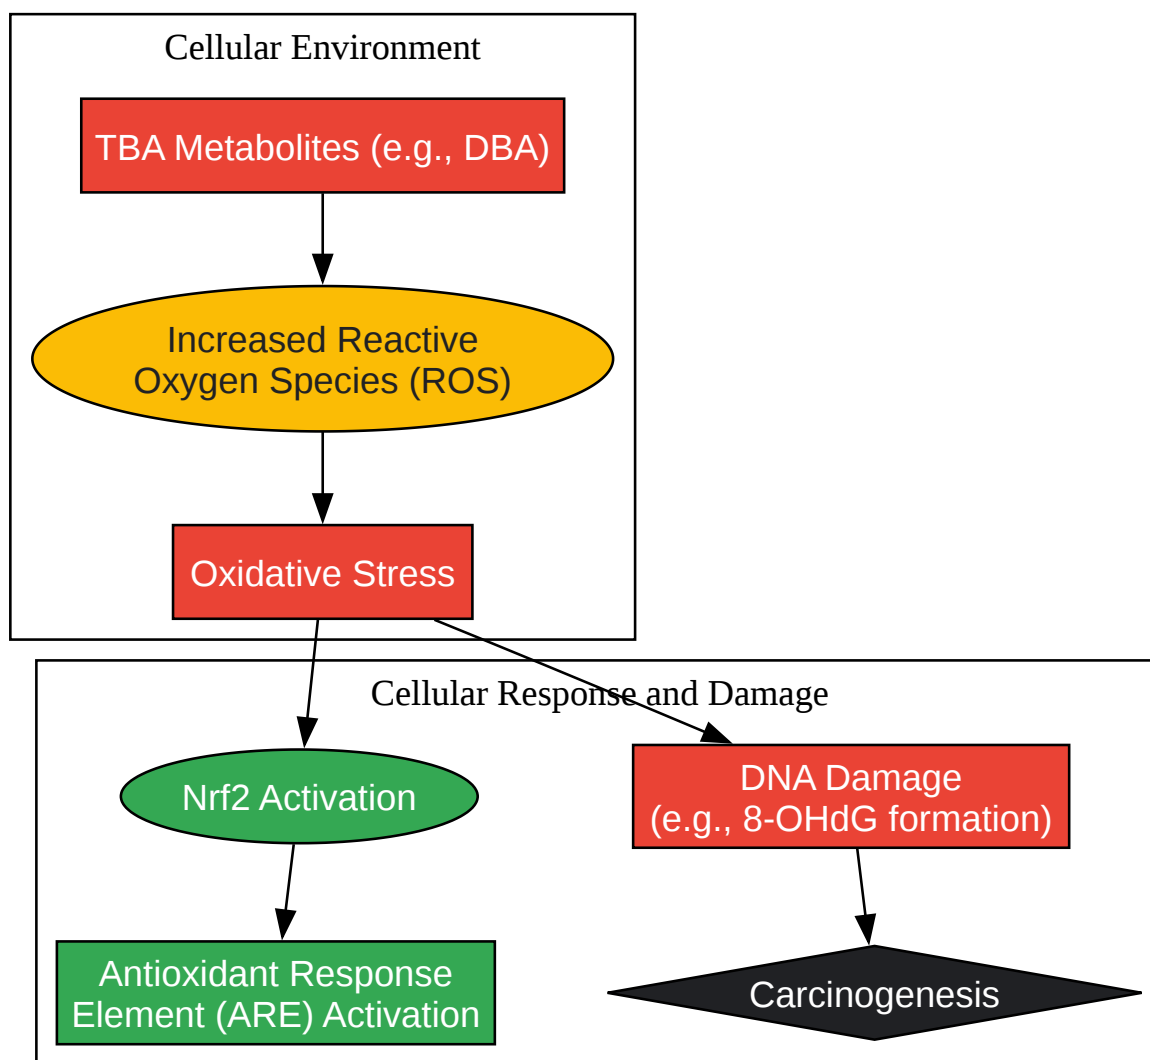 Cellular Environment
TBA Metabolites (e.g., DBA)
Increased Reactive
Oxygen Species (ROS)
Oxidative Stress
Cellular Response and Damage
Nrf2 Activation
DNA Damage
(e.g., 8-OHdG formation)
Antioxidant Response
Element (ARE) Activation
Carcinogenesis